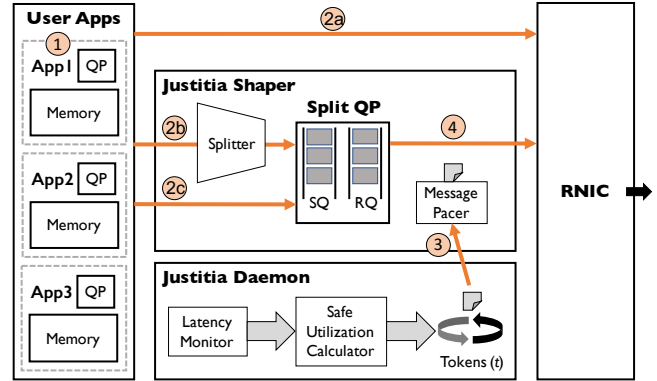 User Apps
1
App1
QP
Memory
App2
QP
Memory
App3
QP
Memory
2a
Justitia Shaper
2b
Splitter
2c
Split QP
SQ
RQ
4
Message
Pacer
3
Justitia Daemon
Latency
Monitor
Safe
Utilization
Calculator
Tokens (t)
RNIC